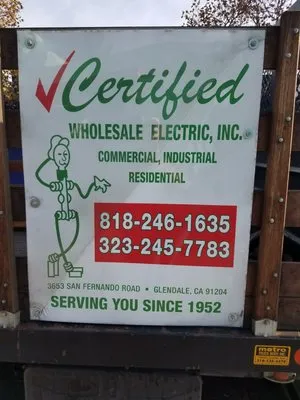 Certified
WHOLESALE ELECTRIC, INC.
COMMERCIAL, INDUSTRIAL
RESIDENTIAL
818-246-1635
323-245-7783
3653 SAN FERNANDO ROAD • GLENDALE, CA 91204
SERVING YOU SINCE 1952
metro